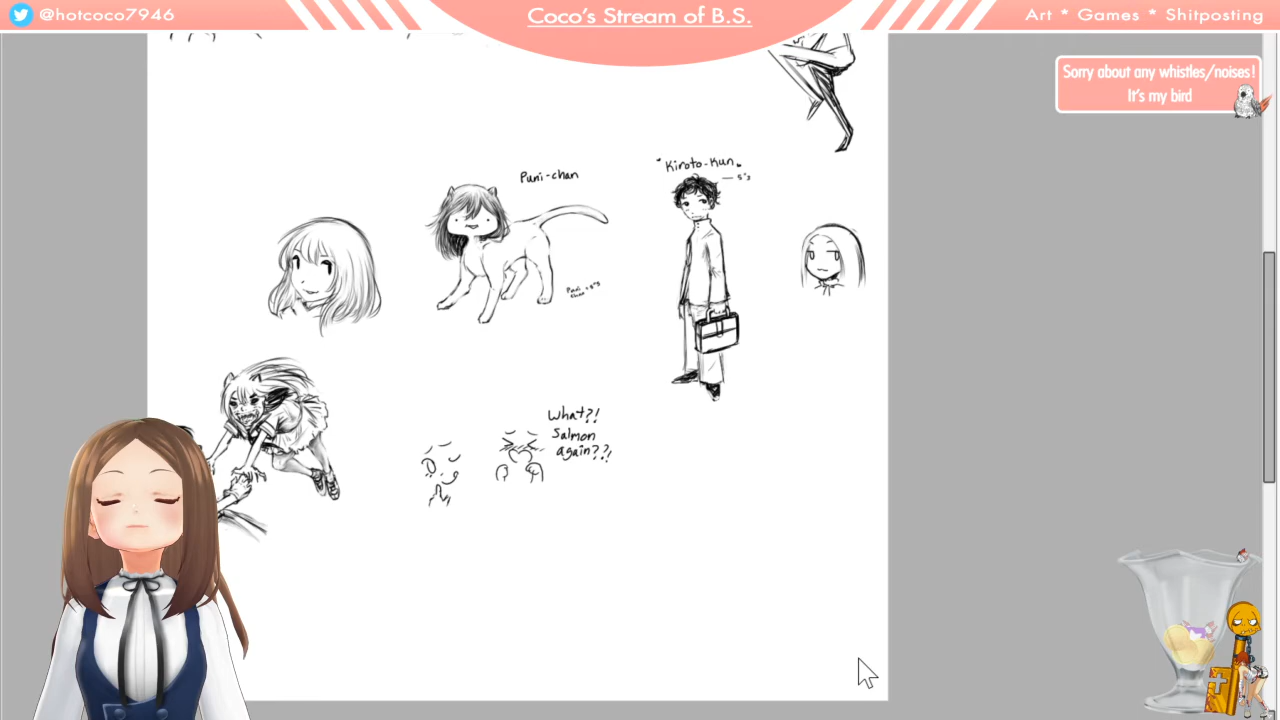 @hotcoco7946
Coco's Stream of B.S.
Art * Games * Shitposting
Sorry about any whistles/noises!
It's my bird
Puni-chan
Kiroto-kun
What?!
Salmon
again??!